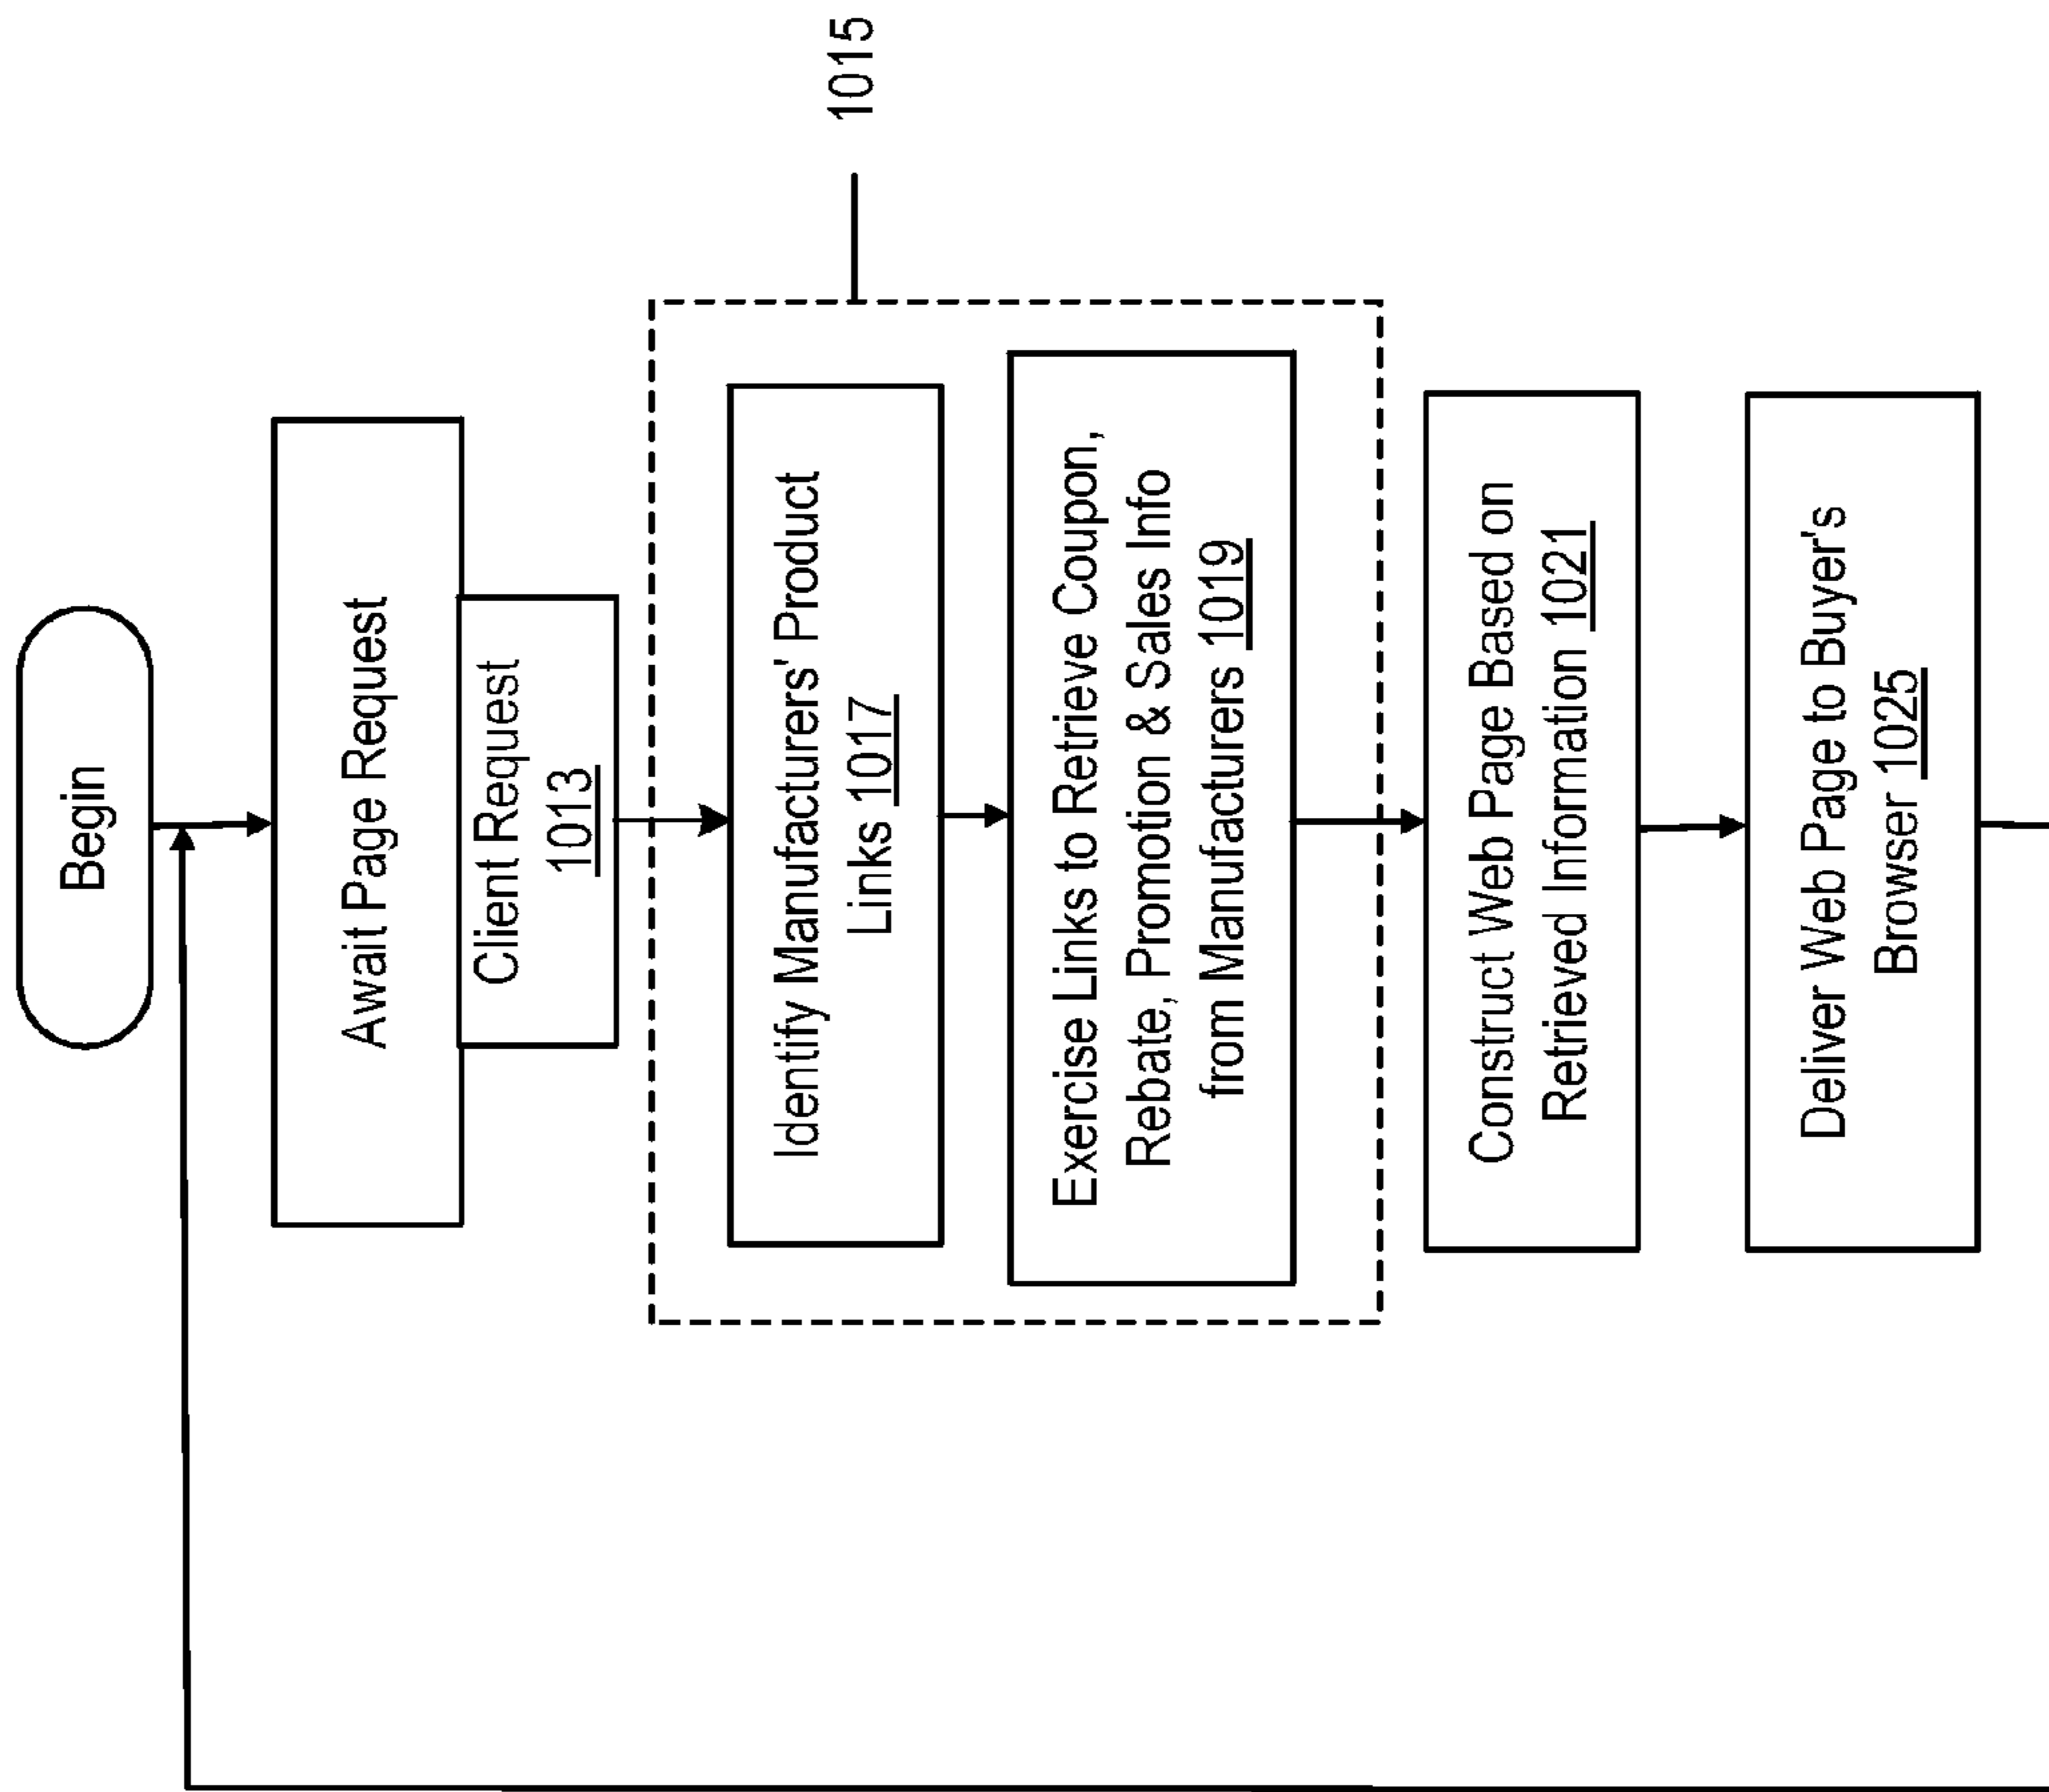 Begin
Await Page Request
Client Request
1013
1015
Identify Manufacturers' Product
Links 1017
Exercise Links to Retrieve Coupon,
Rebate, Promotion & Sales Info
from Manufacturers 1019
Construct Web Page Based on
Retrieved Information 1021
Deliver Web Page to Buyer's
Browser 1025